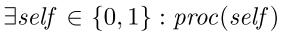 ∃self ∈ {0, 1} : proc(self)